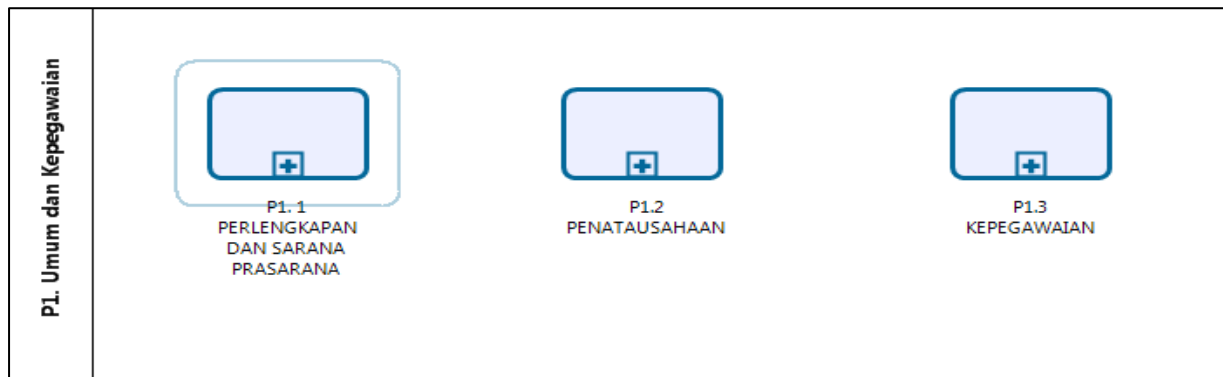 P1. Umum dan Kepegawaian
P1. 1
PERLENGKAPAN
DAN SARANA
PRASARANA
P1.2
PENATAUSAHAAN
P1.3
KEPEGAWAIAN